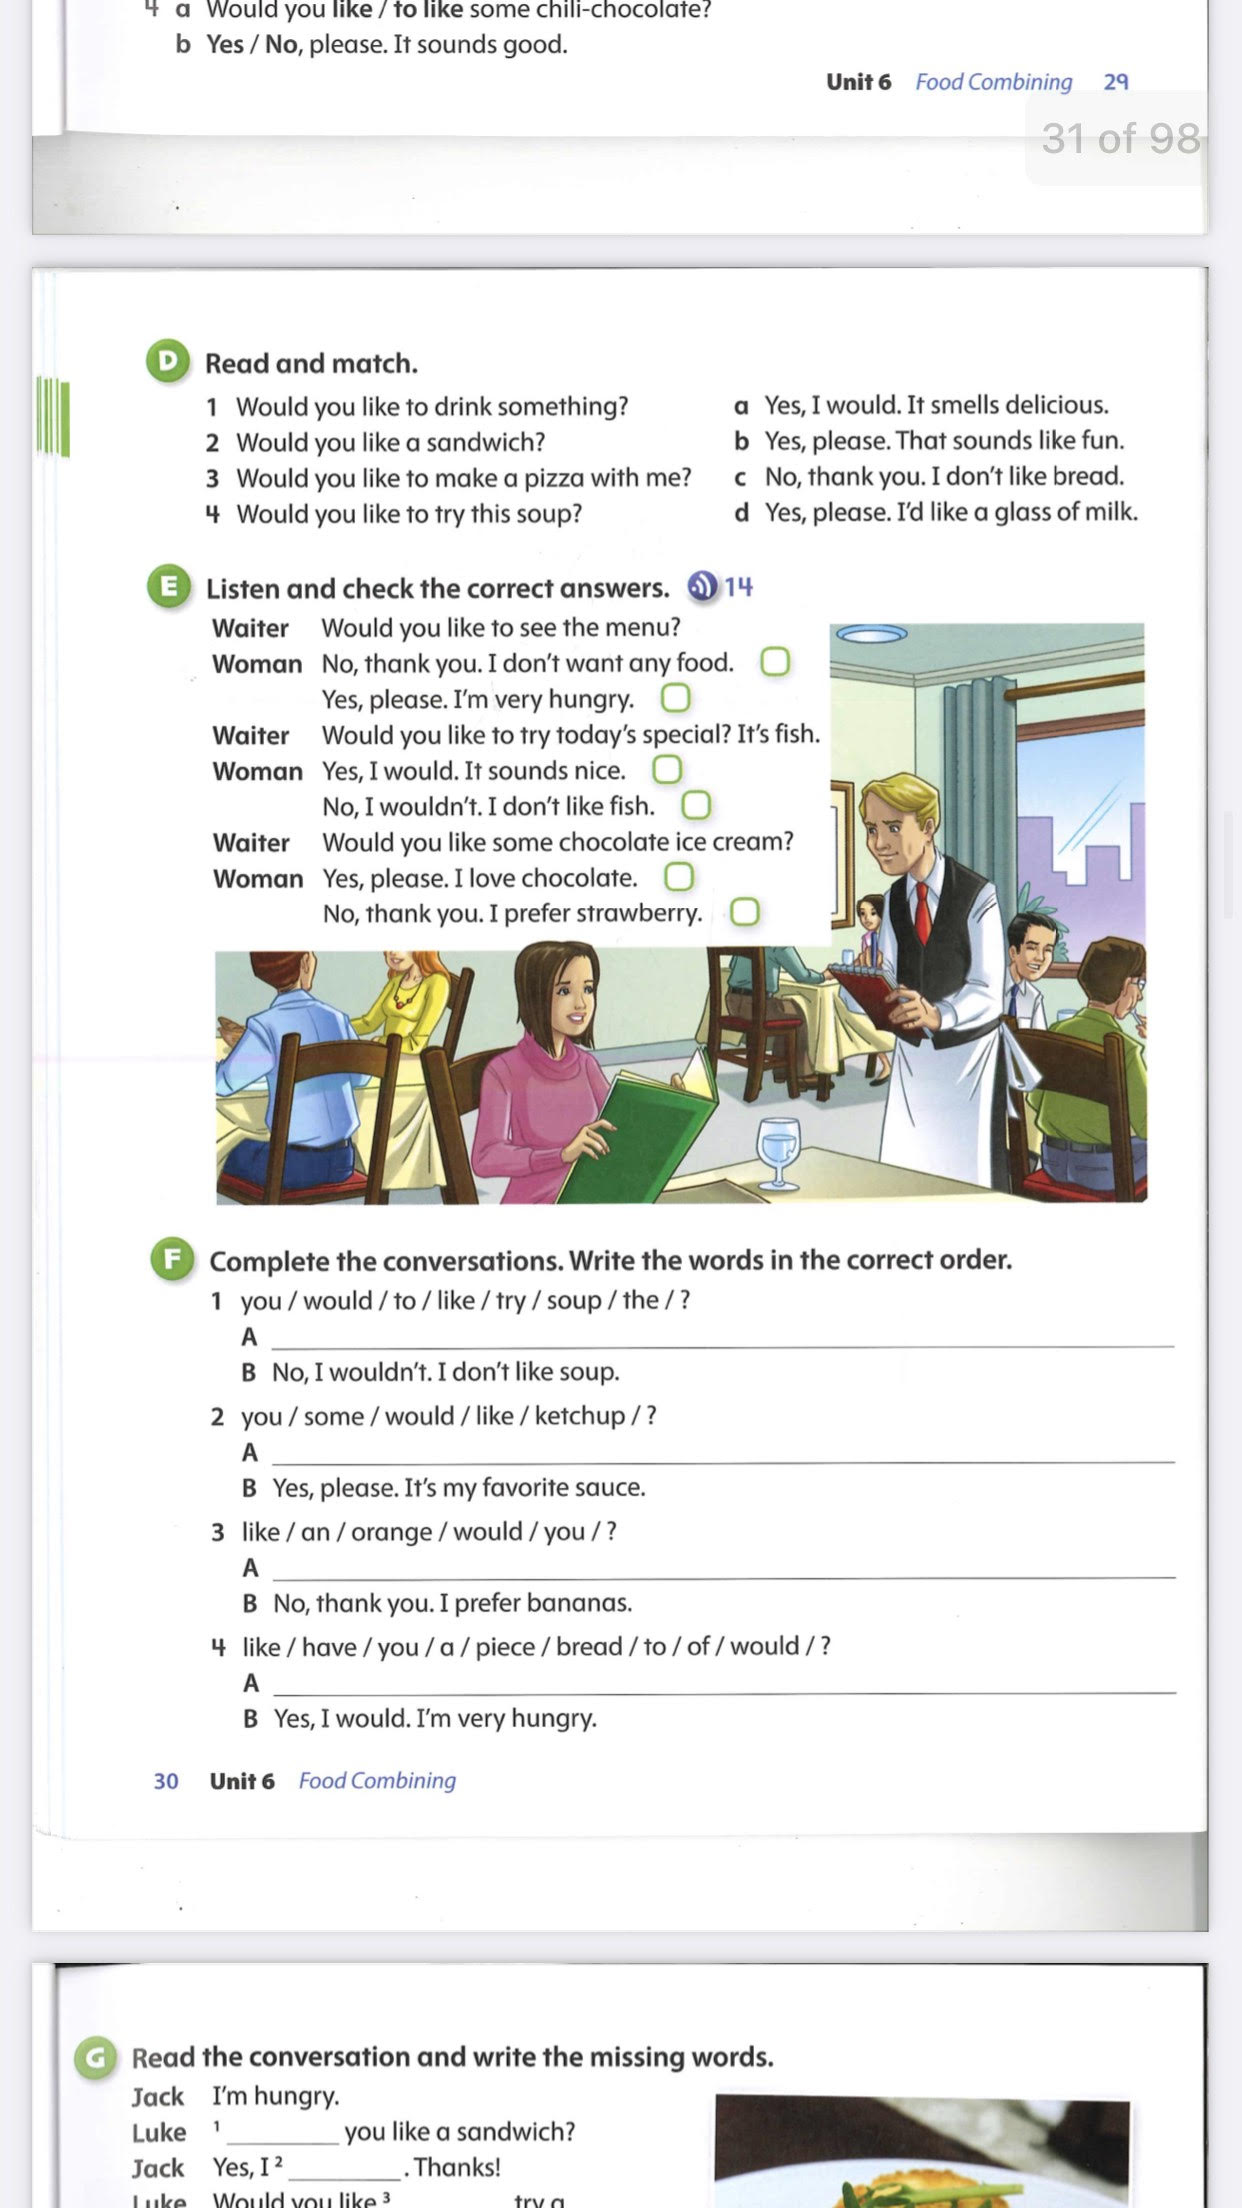 4 a Would you like / to like some chili-chocolate?
b Yes / No, please. It sounds good.
Unit 6 Food Combining 29
31 of 98
D Read and match.
1 Would you like to drink something?
2 Would you like a sandwich?
3 Would you like to make a pizza with me?
4 Would you like to try this soup?
a Yes, I would. It smells delicious.
b Yes, please. That sounds like fun.
c No, thank you. I don't like bread.
d Yes, please. I'd like a glass of milk.
E Listen and check the correct answers. 14
Waiter Would you like to see the menu?
Woman No, thank you. I don't want any food.
Yes, please. I'm very hungry.
Waiter Would you like to try today's special? It's fish.
Woman Yes, I would. It sounds nice.
No, I wouldn't. I don't like fish.
Waiter Would you like some chocolate ice cream?
Woman Yes, please. I love chocolate.
No, thank you. I prefer strawberry.
F Complete the conversations. Write the words in the correct order.
1 you / would / to / like / try / soup / the / ?
A
B No, I wouldn't. I don't like soup.
2 you / some / would / like / ketchup / ?
A
B Yes, please. It's my favorite sauce.
3 like / an / orange / would / you / ?
A
B No, thank you. I prefer bananas.
4 like / have / you / a / piece / bread / to / of / would / ?
A
B Yes, I would. I'm very hungry.
30 Unit 6 Food Combining
G Read the conversation and write the missing words.
Jack I'm hungry.
Luke 1 ________ you like a sandwich?
Jack Yes, I 2 ________. Thanks!
Luke Would you like 3 ________ try a